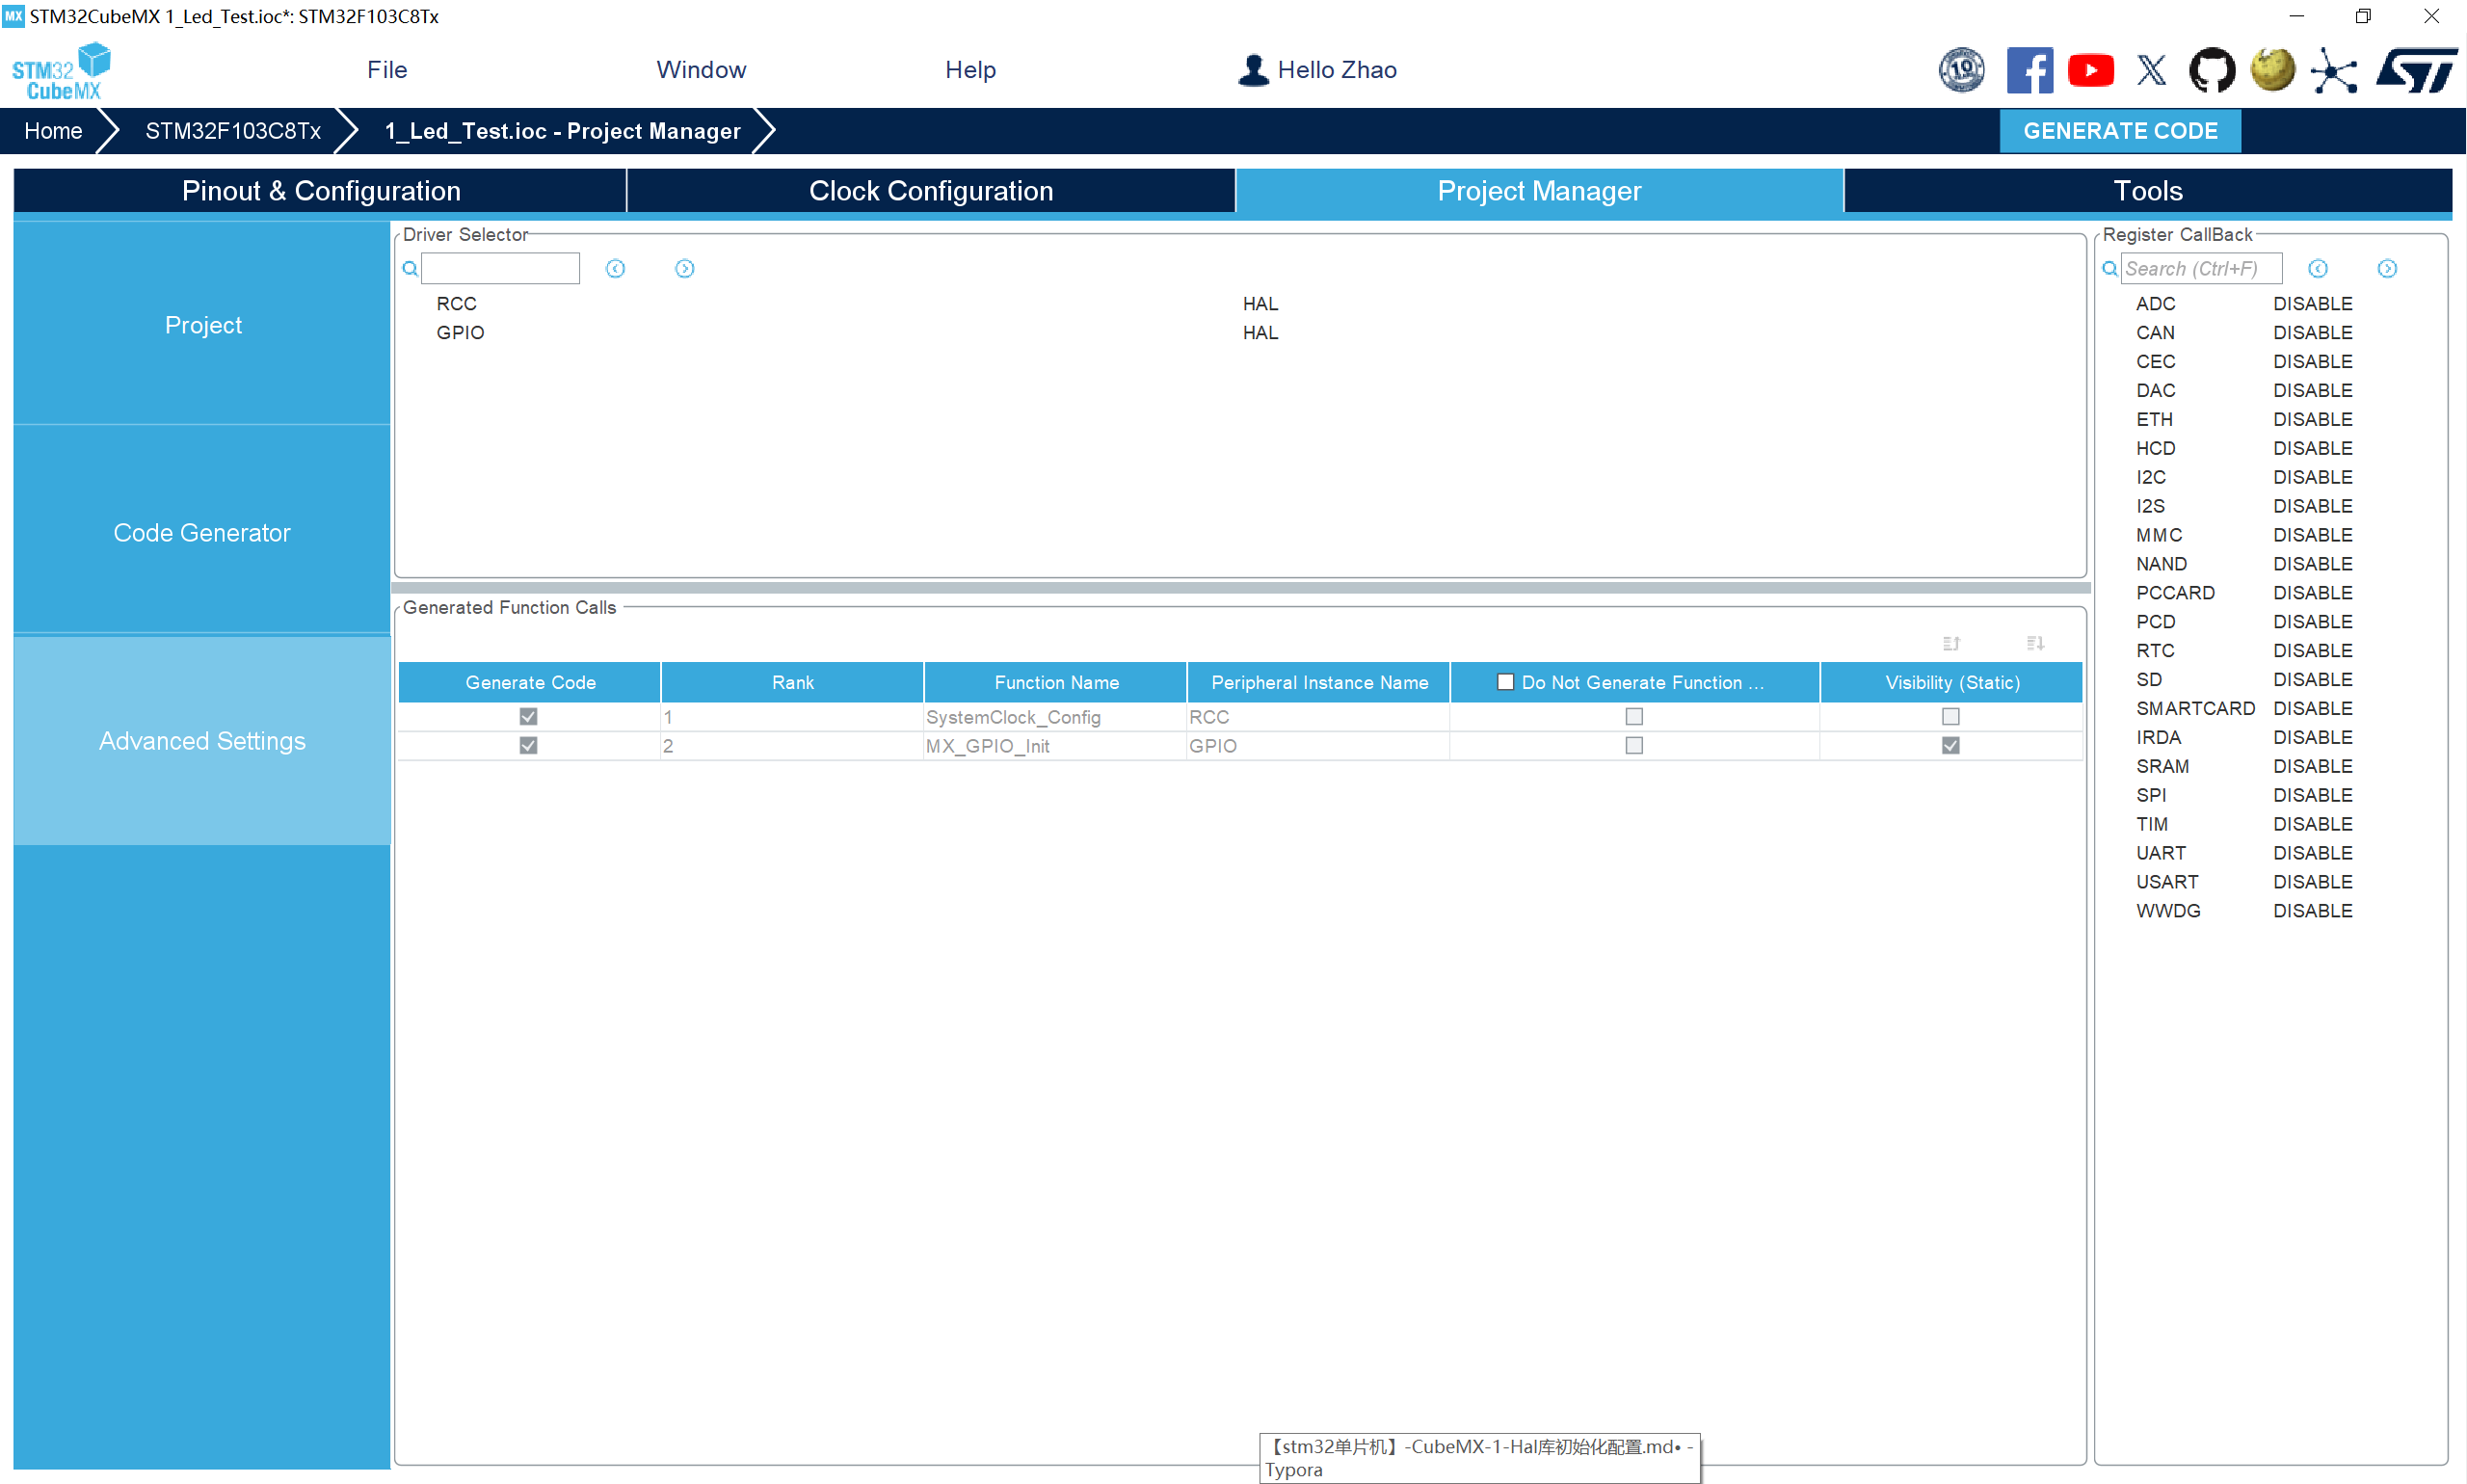 MX STM32CubeMX 1_Led_Test.ioc*: STM32F103C8Tx
STM32
CubeMX
File
Window
Help
Hello Zhao
10
Home
STM32F103C8Tx
1_Led_Test.ioc - Project Manager
GENERATE CODE
Pinout & Configuration
Clock Configuration
Project Manager
Tools
Project
Code Generator
Advanced Settings
Driver Selector
RCC HAL
GPIO HAL
Generated Function Calls
Generate Code Rank Function Name Peripheral Instance Name Do Not Generate Function ... Visibility (Static)
1 SystemClock_Config RCC
2 MX_GPIO_Init GPIO
Register CallBack
Search (Ctrl+F)
ADC DISABLE
CAN DISABLE
CEC DISABLE
DAC DISABLE
ETH DISABLE
HCD DISABLE
I2C DISABLE
I2S DISABLE
MMC DISABLE
NAND DISABLE
PCCARD DISABLE
PCD DISABLE
RTC DISABLE
SD DISABLE
SMARTCARD DISABLE
IRDA DISABLE
SRAM DISABLE
SPI DISABLE
TIM DISABLE
UART DISABLE
USART DISABLE
WWDG DISABLE
【stm32单片机】-CubeMX-1-Hal库初始化配置.md• -
Typora